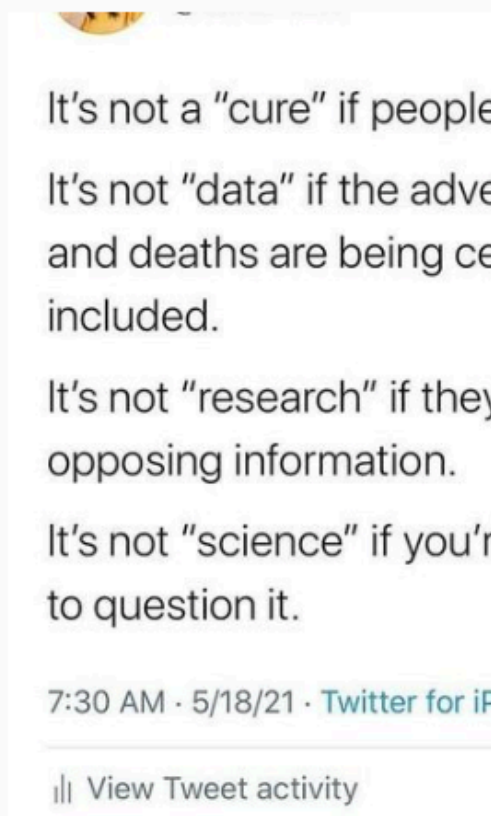 It's not a "cure" if people
It's not "data" if the
and deaths are being
included.
It's not "research" if they
opposing information.
It's not "science" if
to question it.
7:30 AM · 5/18/21 · Twitter for
View Tweet activity